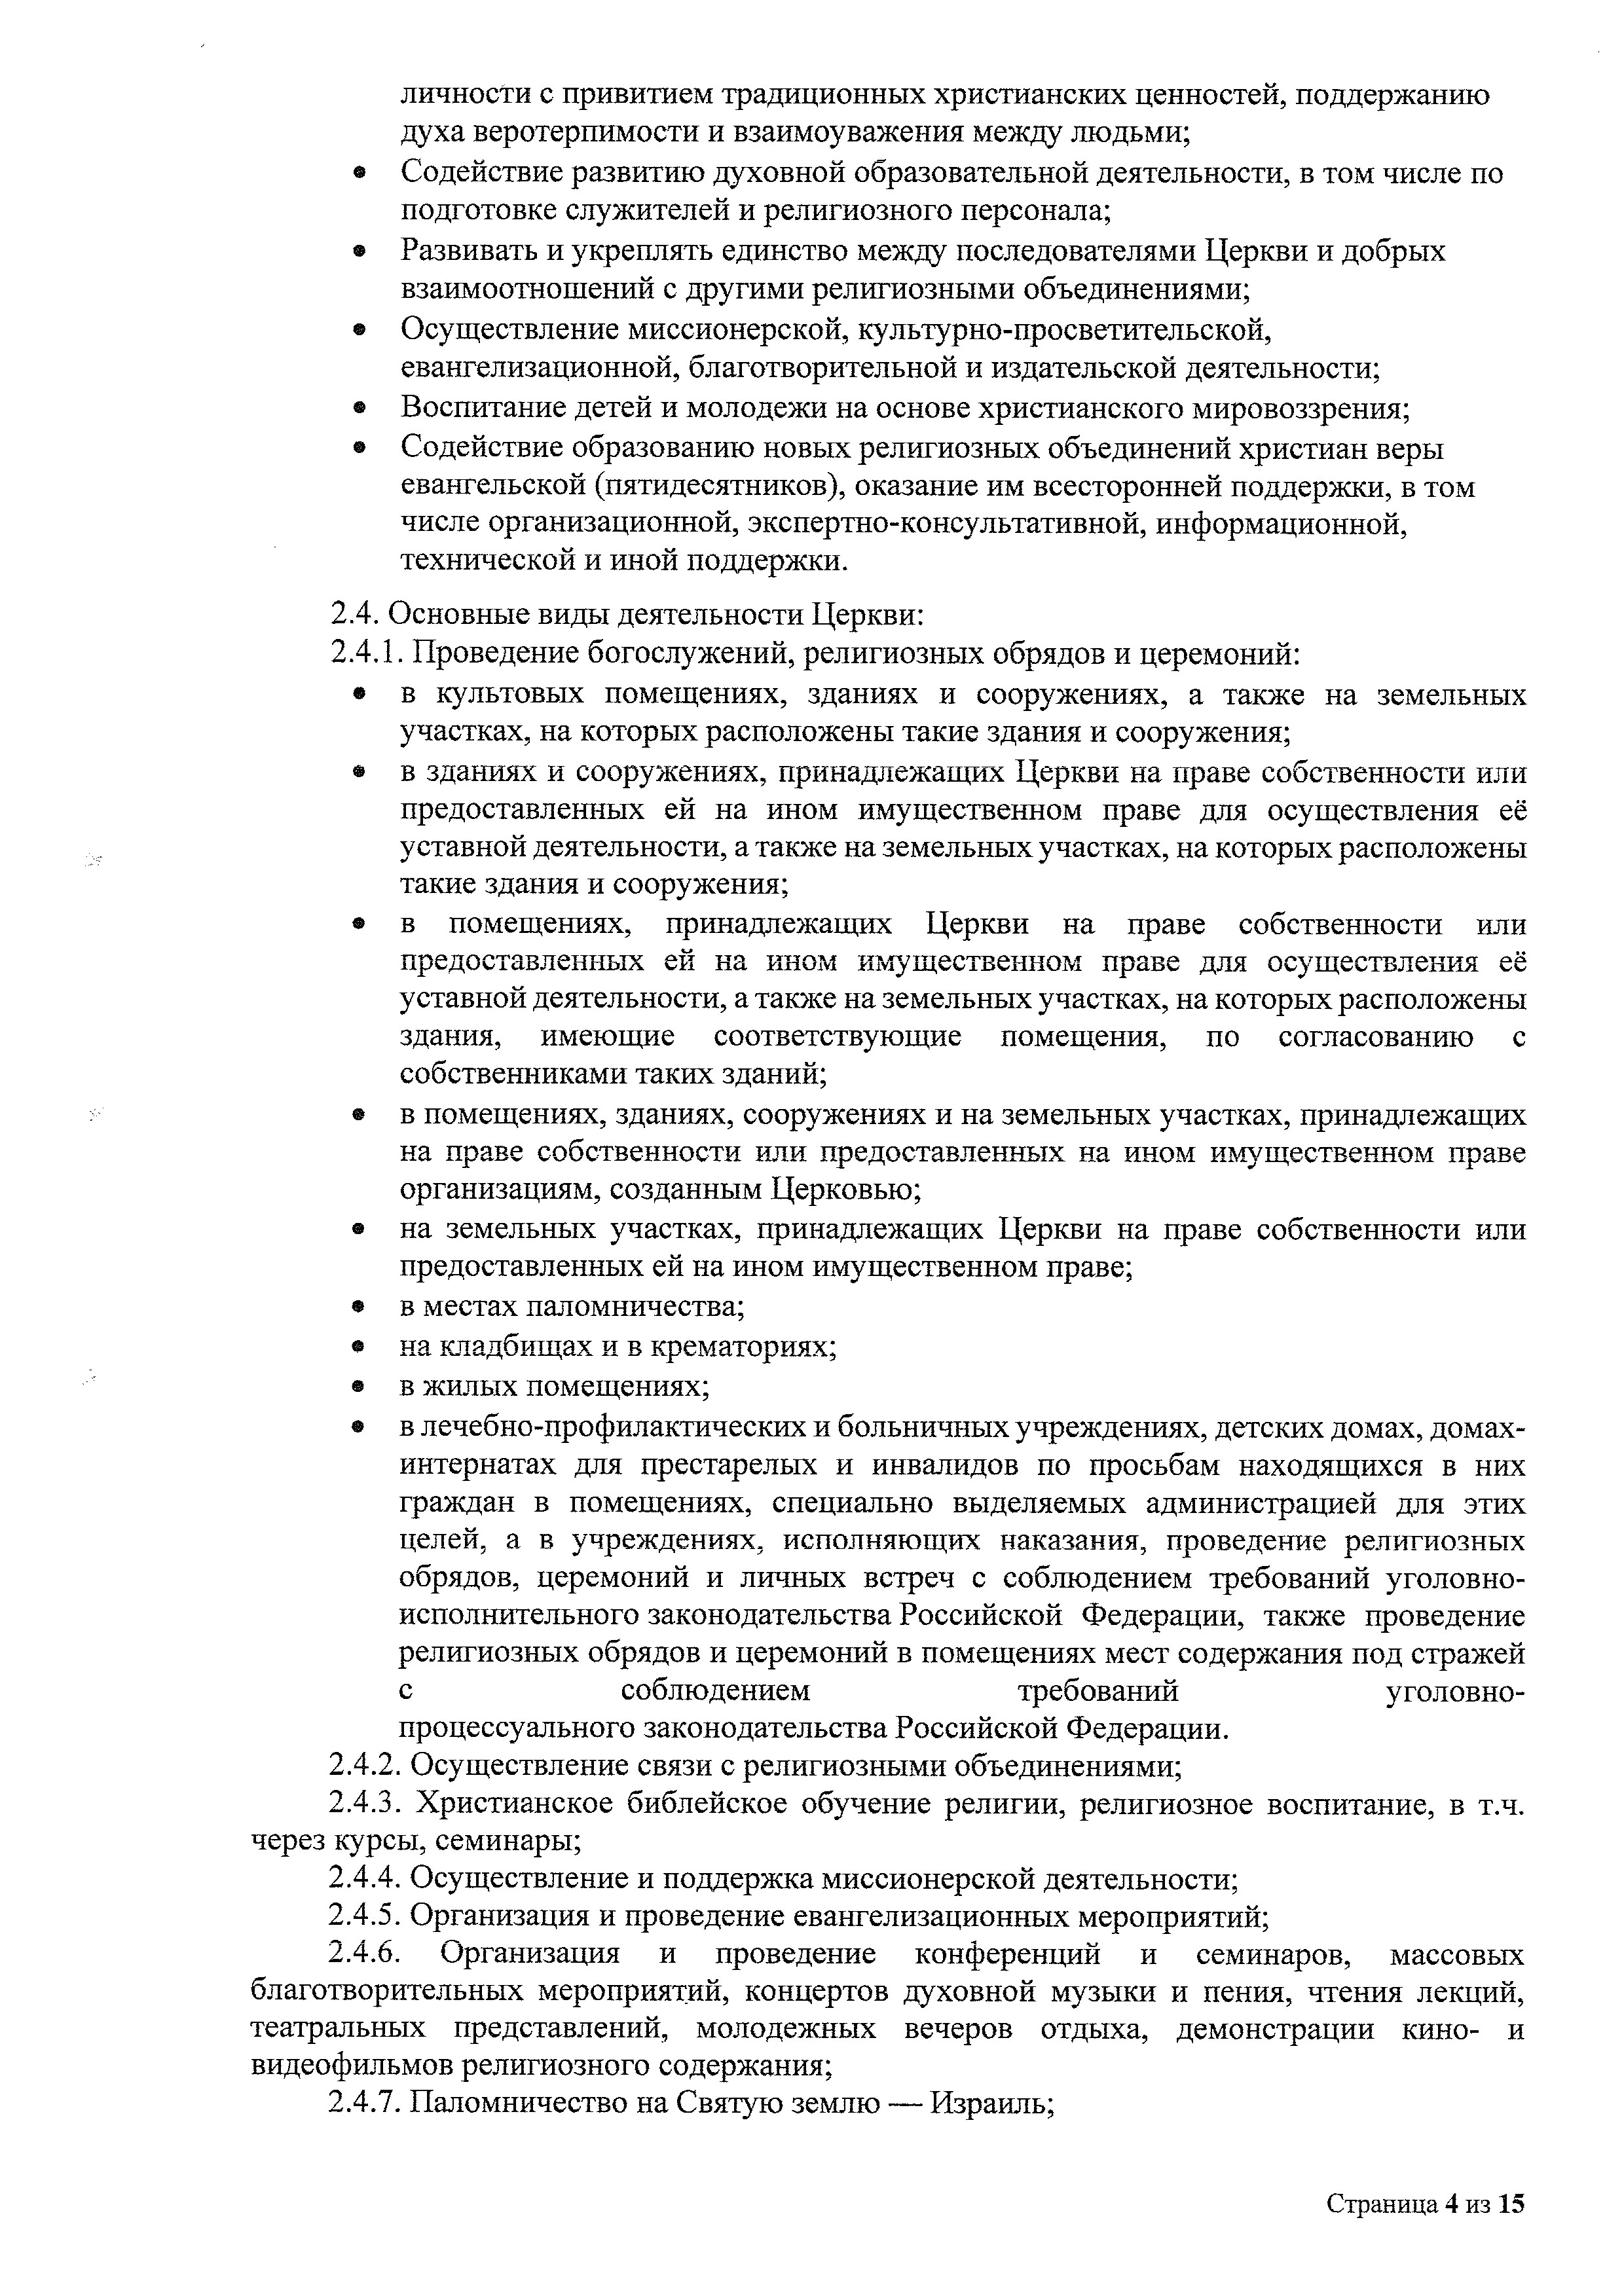 личности с привитием традиционных христианских ценностей, поддержанию
духа веротерпимости и взаимоуважения между людьми;
• Содействие развитию духовной образовательной деятельности, в том числе по
подготовке служителей и религиозного персонала;
• Развивать и укреплять единство между последователями Церкви и добрых
взаимоотношений с другими религиозными объединениями;
• Осуществление миссионерской, культурно-просветительской,
евангелизационной, благотворительной и издательской деятельности;
• Воспитание детей и молодежи на основе христианского мировоззрения;
• Содействие образованию новых религиозных объединений христиан веры
евангельской (пятидесятников), оказание им всесторонней поддержки, в том
числе организационной, экспертно-консультативной, информационной,
технической и иной поддержки.
2.4. Основные виды деятельности Церкви:
2.4.1. Проведение богослужений, религиозных обрядов и церемоний:
• в культовых помещениях, зданиях и сооружениях, а также на земельных
участках, на которых расположены такие здания и сооружения;
• в зданиях и сооружениях, принадлежащих Церкви на праве собственности или
предоставленных ей на ином имущественном праве для осуществления её
уставной деятельности, а также на земельных участках, на которых расположены
такие здания и сооружения;
• в помещениях, принадлежащих Церкви на праве собственности или
предоставленных ей на ином имущественном праве для осуществления её
уставной деятельности, а также на земельных участках, на которых расположены
здания, имеющие соответствующие помещения, по согласованию с
собственниками таких зданий;
• в помещениях, зданиях, сооружениях и на земельных участках, принадлежащих
на праве собственности или предоставленных на ином имущественном праве
организациям, созданным Церковью;
• на земельных участках, принадлежащих Церкви на праве собственности или
предоставленных ей на ином имущественном праве;
• в местах паломничества;
• на кладбищах и в крематориях;
• в жилых помещениях;
• в лечебно-профилактических и больничных учреждениях, детских домах, домах-
интернатах для престарелых и инвалидов по просьбам находящихся в них
граждан в помещениях, специально выделяемых администрацией для этих
целей, а в учреждениях, исполняющих наказания, проведение религиозных
обрядов, церемоний и личных встреч с соблюдением требований уголовно-
исполнительного законодательства Российской Федерации, также проведение
религиозных обрядов и церемоний в помещениях мест содержания под стражей
с соблюдением требований уголовно-
процессуального законодательства Российской Федерации.
2.4.2. Осуществление связи с религиозными объединениями;
2.4.3. Христианское библейское обучение религии, религиозное воспитание, в т.ч.
через курсы, семинары;
2.4.4. Осуществление и поддержка миссионерской деятельности;
2.4.5. Организация и проведение евангелизационных мероприятий;
2.4.6. Организация и проведение конференций и семинаров, массовых
благотворительных мероприятий, концертов духовной музыки и пения, чтения лекций,
театральных представлений, молодежных вечеров отдыха, демонстрации кино- и
видеофильмов религиозного содержания;
2.4.7. Паломничество на Святую землю — Израиль;
Страница 4 из 15